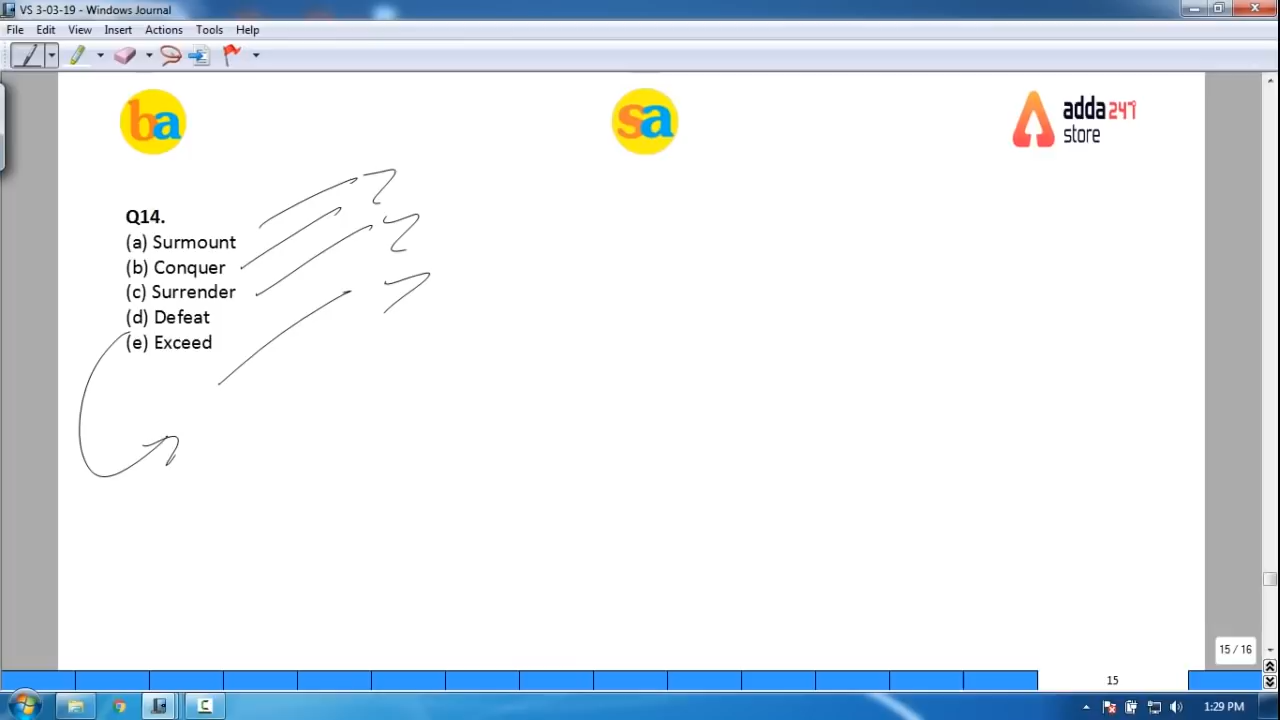 VS 3-03-19 - Windows Journal
File Edit View Insert Actions Tools Help
ba
sa
adda247
store
Q14.
(a) Surmount
(b) Conquer
(c) Surrender
(d) Defeat
(e) Exceed
15 / 16
15
1:29 PM